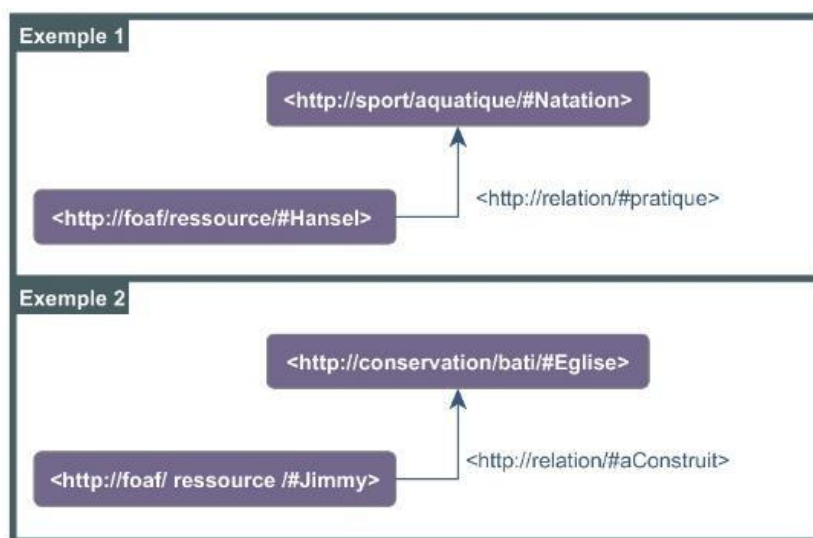 Exemple 1
<http://sport/aquatique/#Natation>
<http://relation/#pratique>
<http://foaf/ressource/#Hansel>
Exemple 2
<http://conservation/bati/#Eglise>
<http://relation/#aConstruit>
<http://foaf/ ressource /#Jimmy>